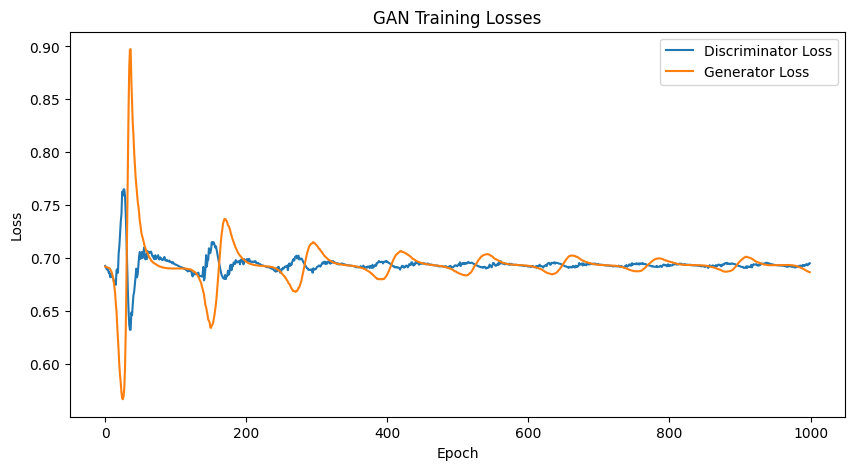 GAN Training Losses
Discriminator Loss
Generator Loss
0.90
0.85
0.80
0.75
0.70
0.65
0.60
Loss
0
200
400
600
800
1000
Epoch